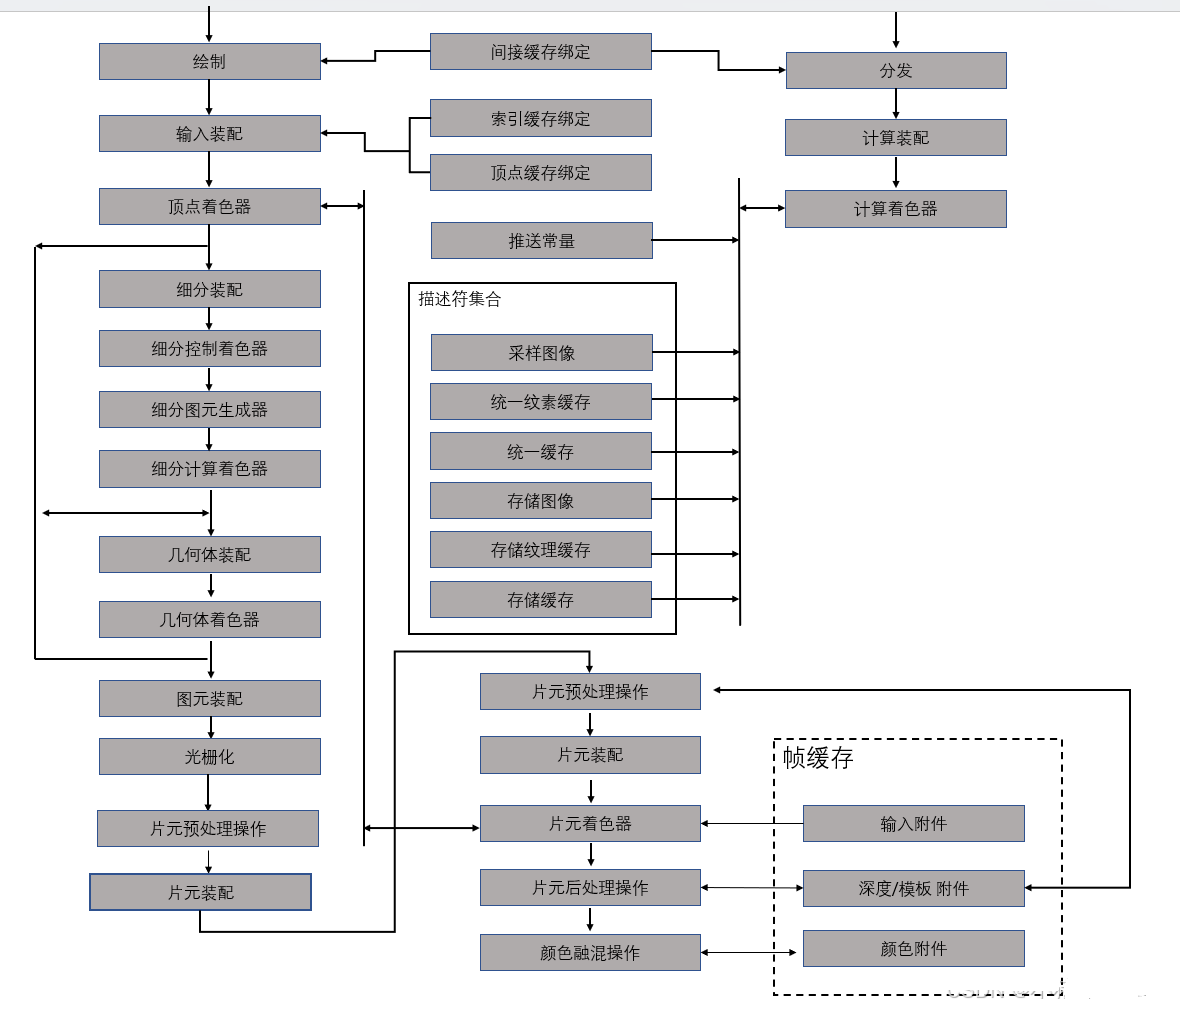 绘制
输入装配
顶点着色器
细分装配
细分控制着色器
细分图元生成器
细分计算着色器
几何体装配
几何体着色器
图元装配
光栅化
片元预处理操作
片元装配
间接缓存绑定
索引缓存绑定
顶点缓存绑定
推送常量
描述符集合
采样图像
统一纹素缓存
统一缓存
存储图像
存储纹理缓存
存储缓存
分发
计算装配
计算着色器
片元预处理操作
片元装配
片元着色器
片元后处理操作
颜色融混操作
帧缓存
输入附件
深度/模板 附件
颜色附件